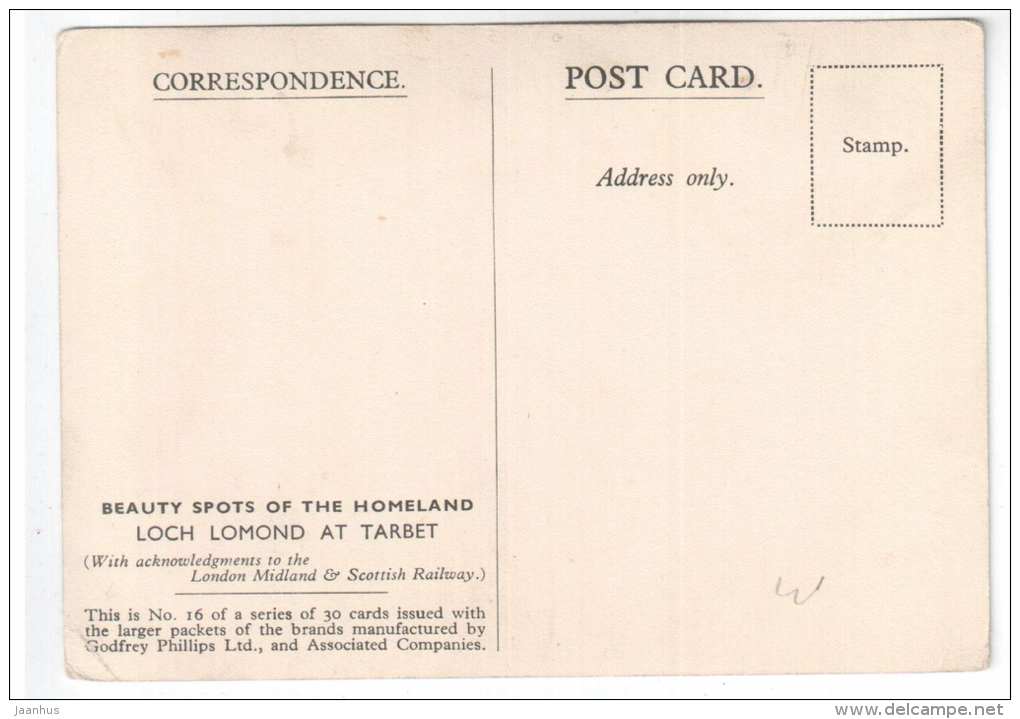 CORRESPONDENCE.
POST CARD.
Stamp.
Address only.
BEAUTY SPOTS OF THE HOMELAND
LOCH LOMOND AT TARBET
(With acknowledgments to the
London Midland & Scottish Railway.)
This is No. 16 of a series of 30 cards issued with
the larger packets of the brands manufactured by
Godfrey Phillips Ltd., and Associated Companies.
Jaanhus
delcampe.net